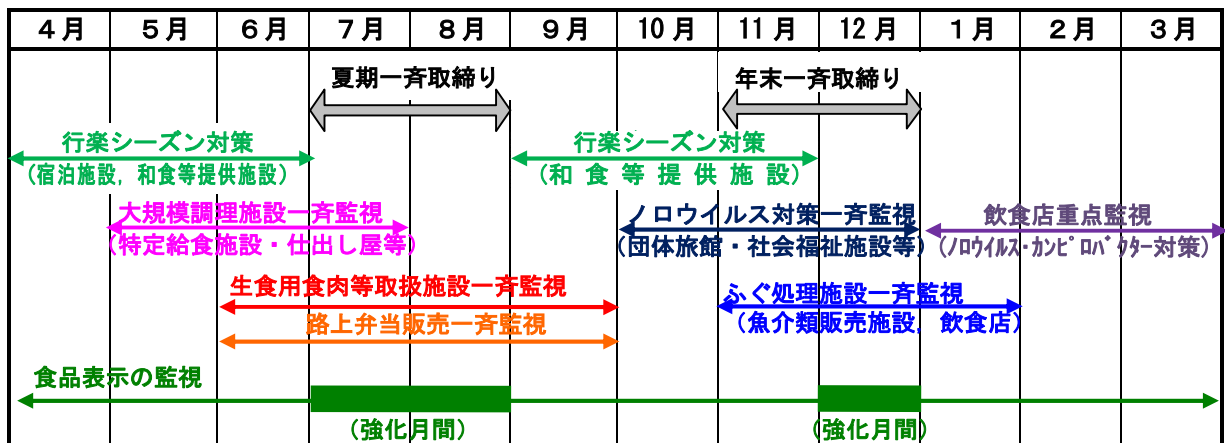 ４月 ５月 ６月 ７月 ８月 ９月 10月 11月 12月 １月 ２月 ３月
夏期一斉取締り 年末一斉取締り
行楽シーズン対策 行楽シーズン対策
（宿泊施設，和食等提供施設） （和食等提供施設）
大規模調理施設一斉監視 ノロウイルス対策一斉監視 飲食店重点監視
（特定給食施設・仕出し屋等） （団体旅館・社会福祉施設等） （ﾉﾛｳｲﾙｽ･ｶﾝﾋﾟﾛﾊﾞｸﾀｰ対策）
生食用食肉等取扱施設一斉監視 ふぐ処理施設一斉監視
路上弁当販売一斉監視 （魚介類販売施設，飲食店）
食品表示の監視
（強化月間） （強化月間）